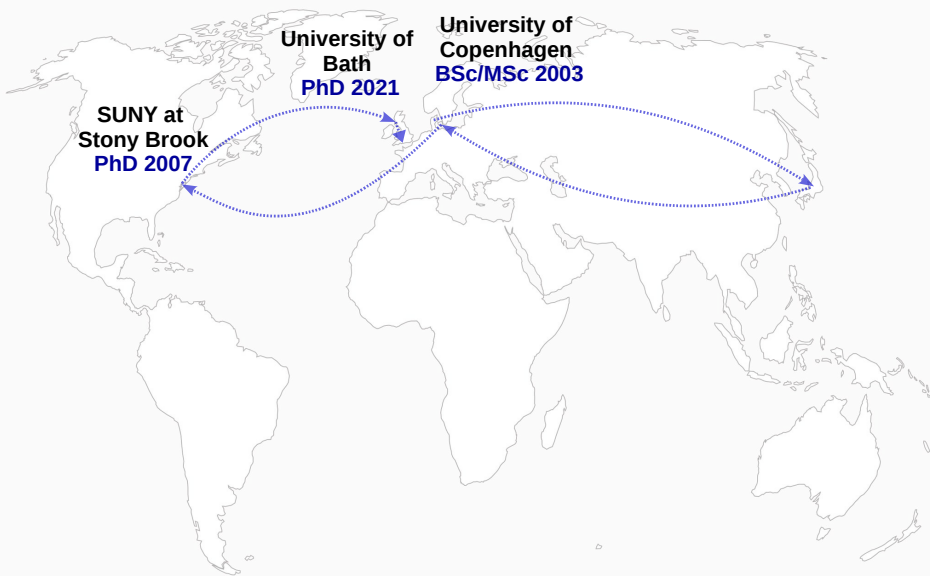 University of
Bath
PhD 2021
University of
Copenhagen
BSc/MSc 2003
SUNY at
Stony Brook
PhD 2007